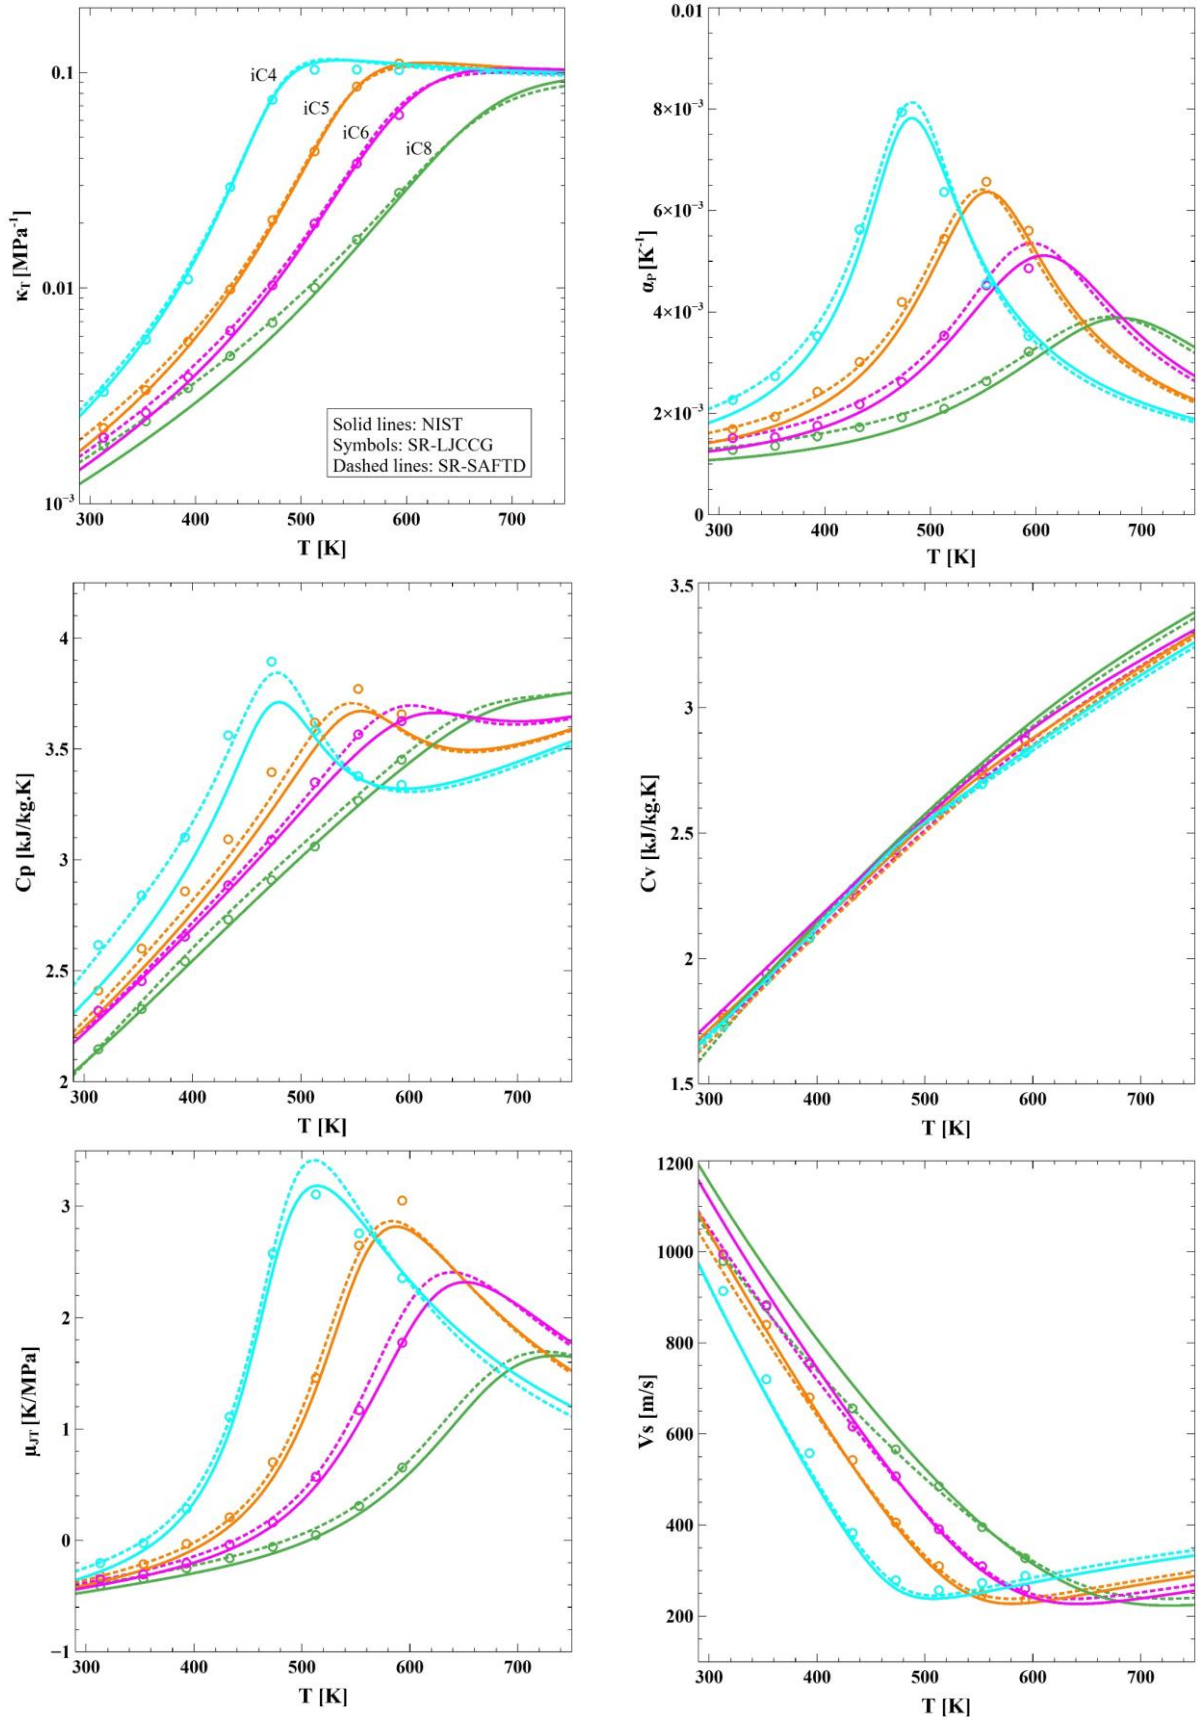 0.1
0.01
10⁻³
κT [MPa⁻¹]
iC4
iC5
iC6
iC8
Solid lines: NIST
Symbols: SR-LJCCG
Dashed lines: SR-SAFTD
300 400 500 600 700
T [K]
0.01
8×10⁻³
6×10⁻³
4×10⁻³
2×10⁻³
0
αP [K⁻¹]
300 400 500 600 700
T [K]
4
3.5
3
2.5
2
Cp [kJ/kg.K]
300 400 500 600 700
T [K]
3.5
3
2.5
2
1.5
Cv [kJ/kg.K]
300 400 500 600 700
T [K]
3
2
1
0
−1
μJT [K/MPa]
300 400 500 600 700
T [K]
1200
1000
800
600
400
200
Vs [m/s]
300 400 500 600 700
T [K]